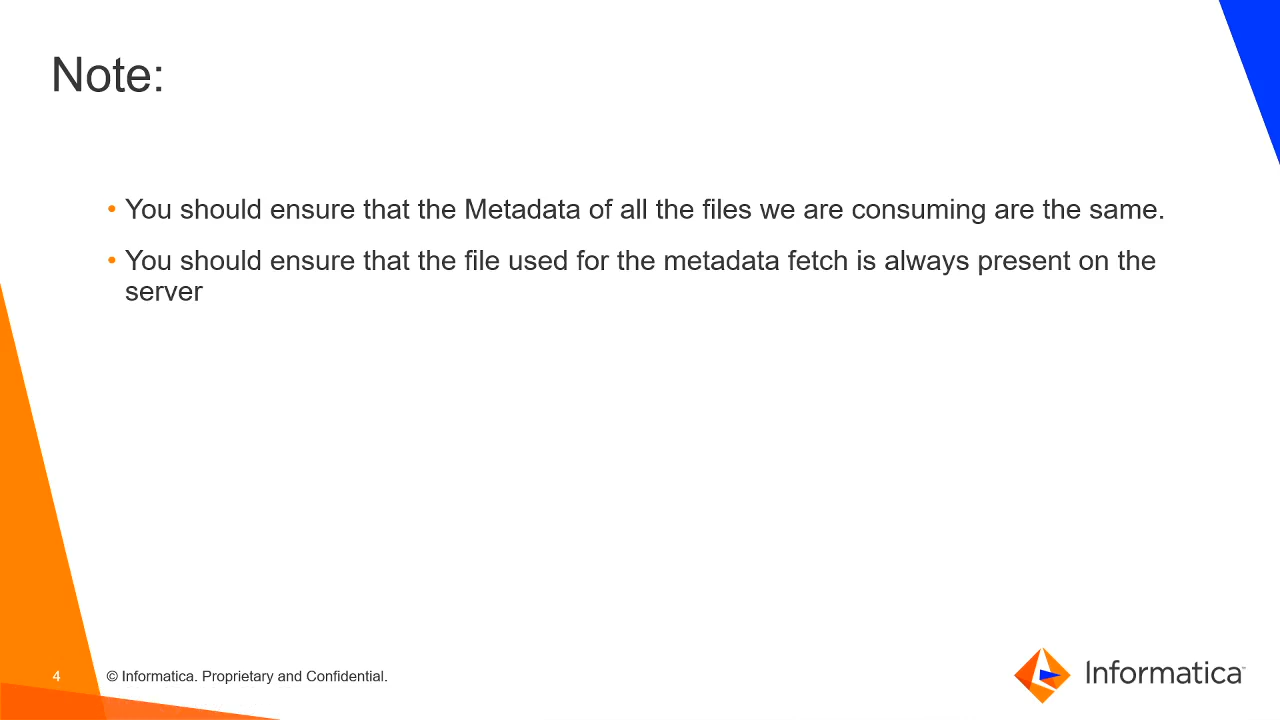 Note:
• You should ensure that the Metadata of all the files we are consuming are the same.
• You should ensure that the file used for the metadata fetch is always present on the
server
4
© Informatica. Proprietary and Confidential.
Informatica™